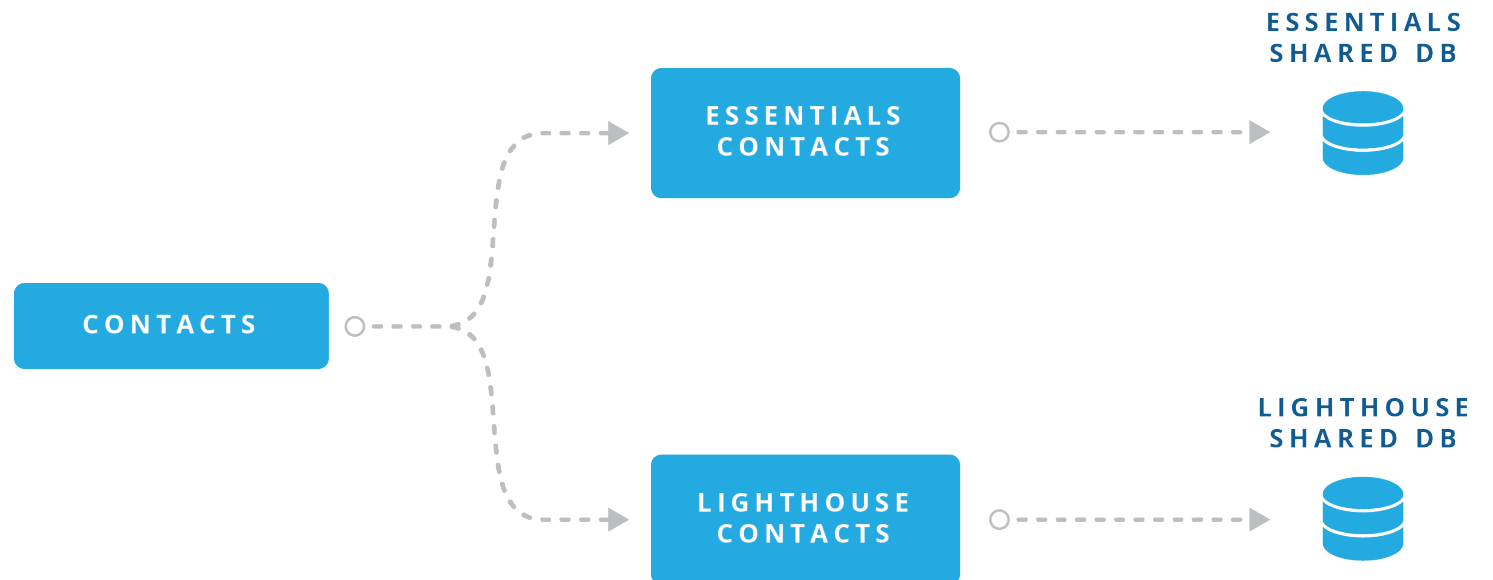 ESSENTIALS
SHARED DB
ESSENTIALS
CONTACTS
CONTACTS
LIGHTHOUSE
SHARED DB
LIGHTHOUSE
CONTACTS